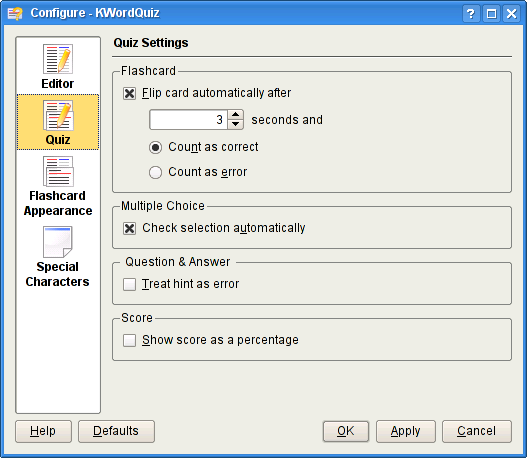 Configure - KWordQuiz
Editor
Quiz
Flashcard
Appearance
Special
Characters
Quiz Settings
Flashcard
Flip card automatically after
3 seconds and
Count as correct
Count as error
Multiple Choice
Check selection automatically
Question & Answer
Treat hint as error
Score
Show score as a percentage
Help Defaults OK Apply Cancel